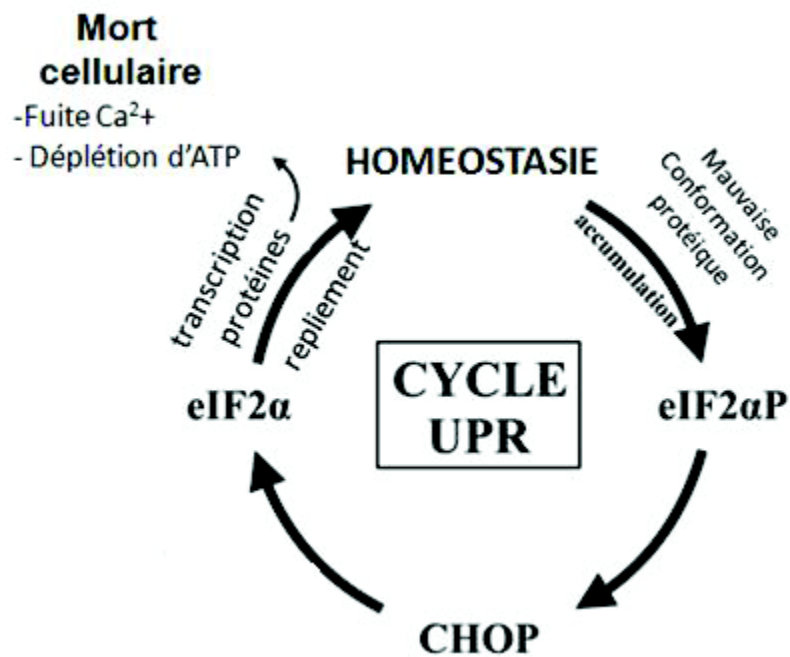 Mort
cellulaire
-Fuite Ca²+
- Déplétion d'ATP
HOMEOSTASIE
Mauvaise
Conformation
protéique
accumulation
transcription
protéines
repliement
CYCLE
UPR
eIF2α
eIF2αP
CHOP